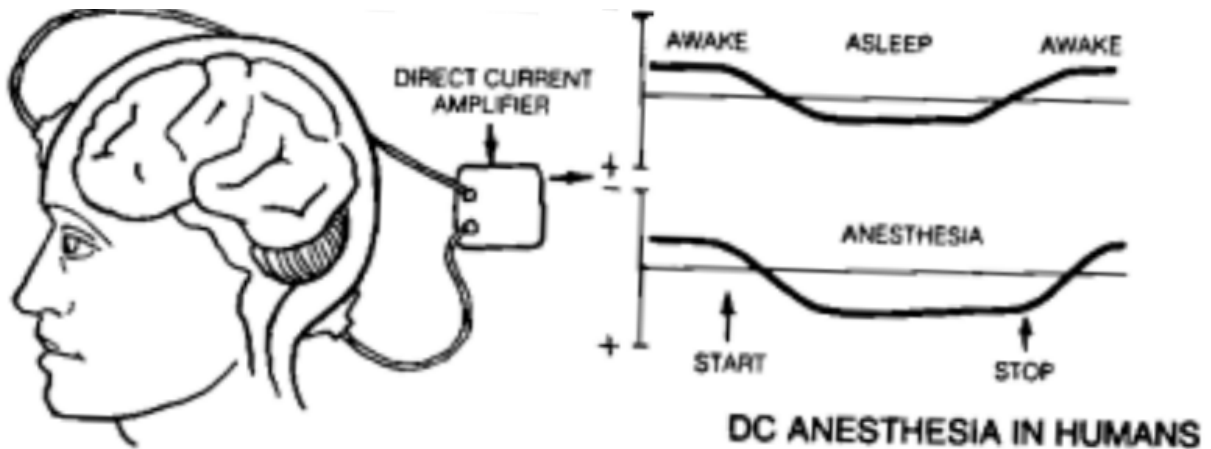 DIRECT CURRENT
AMPLIFIER
AWAKE
ASLEEP
AWAKE
+
−
ANESTHESIA
+
START
STOP
DC ANESTHESIA IN HUMANS